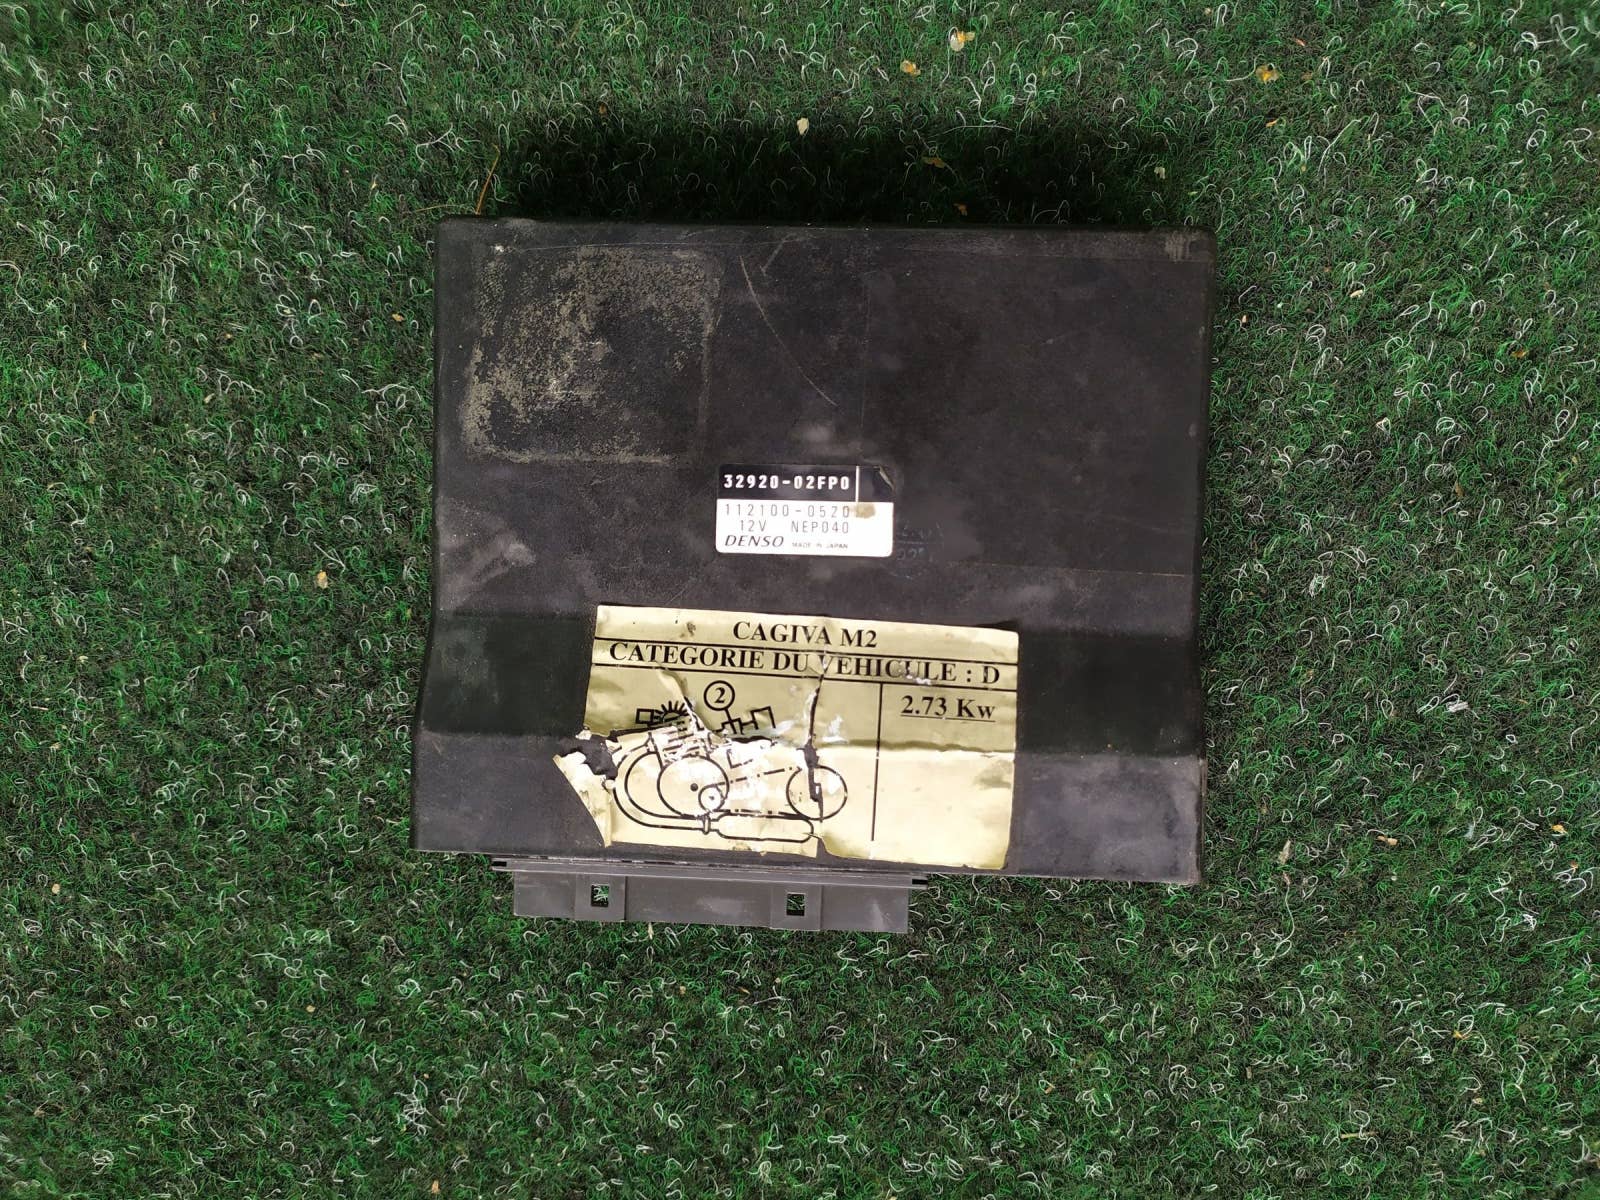 32920-02FP0
112100-0520
12V NEP040
DENSO MADE IN JAPAN
CAGIVA M2
CATEGORIE DU VEHICULE : D
2
2.73 Kw